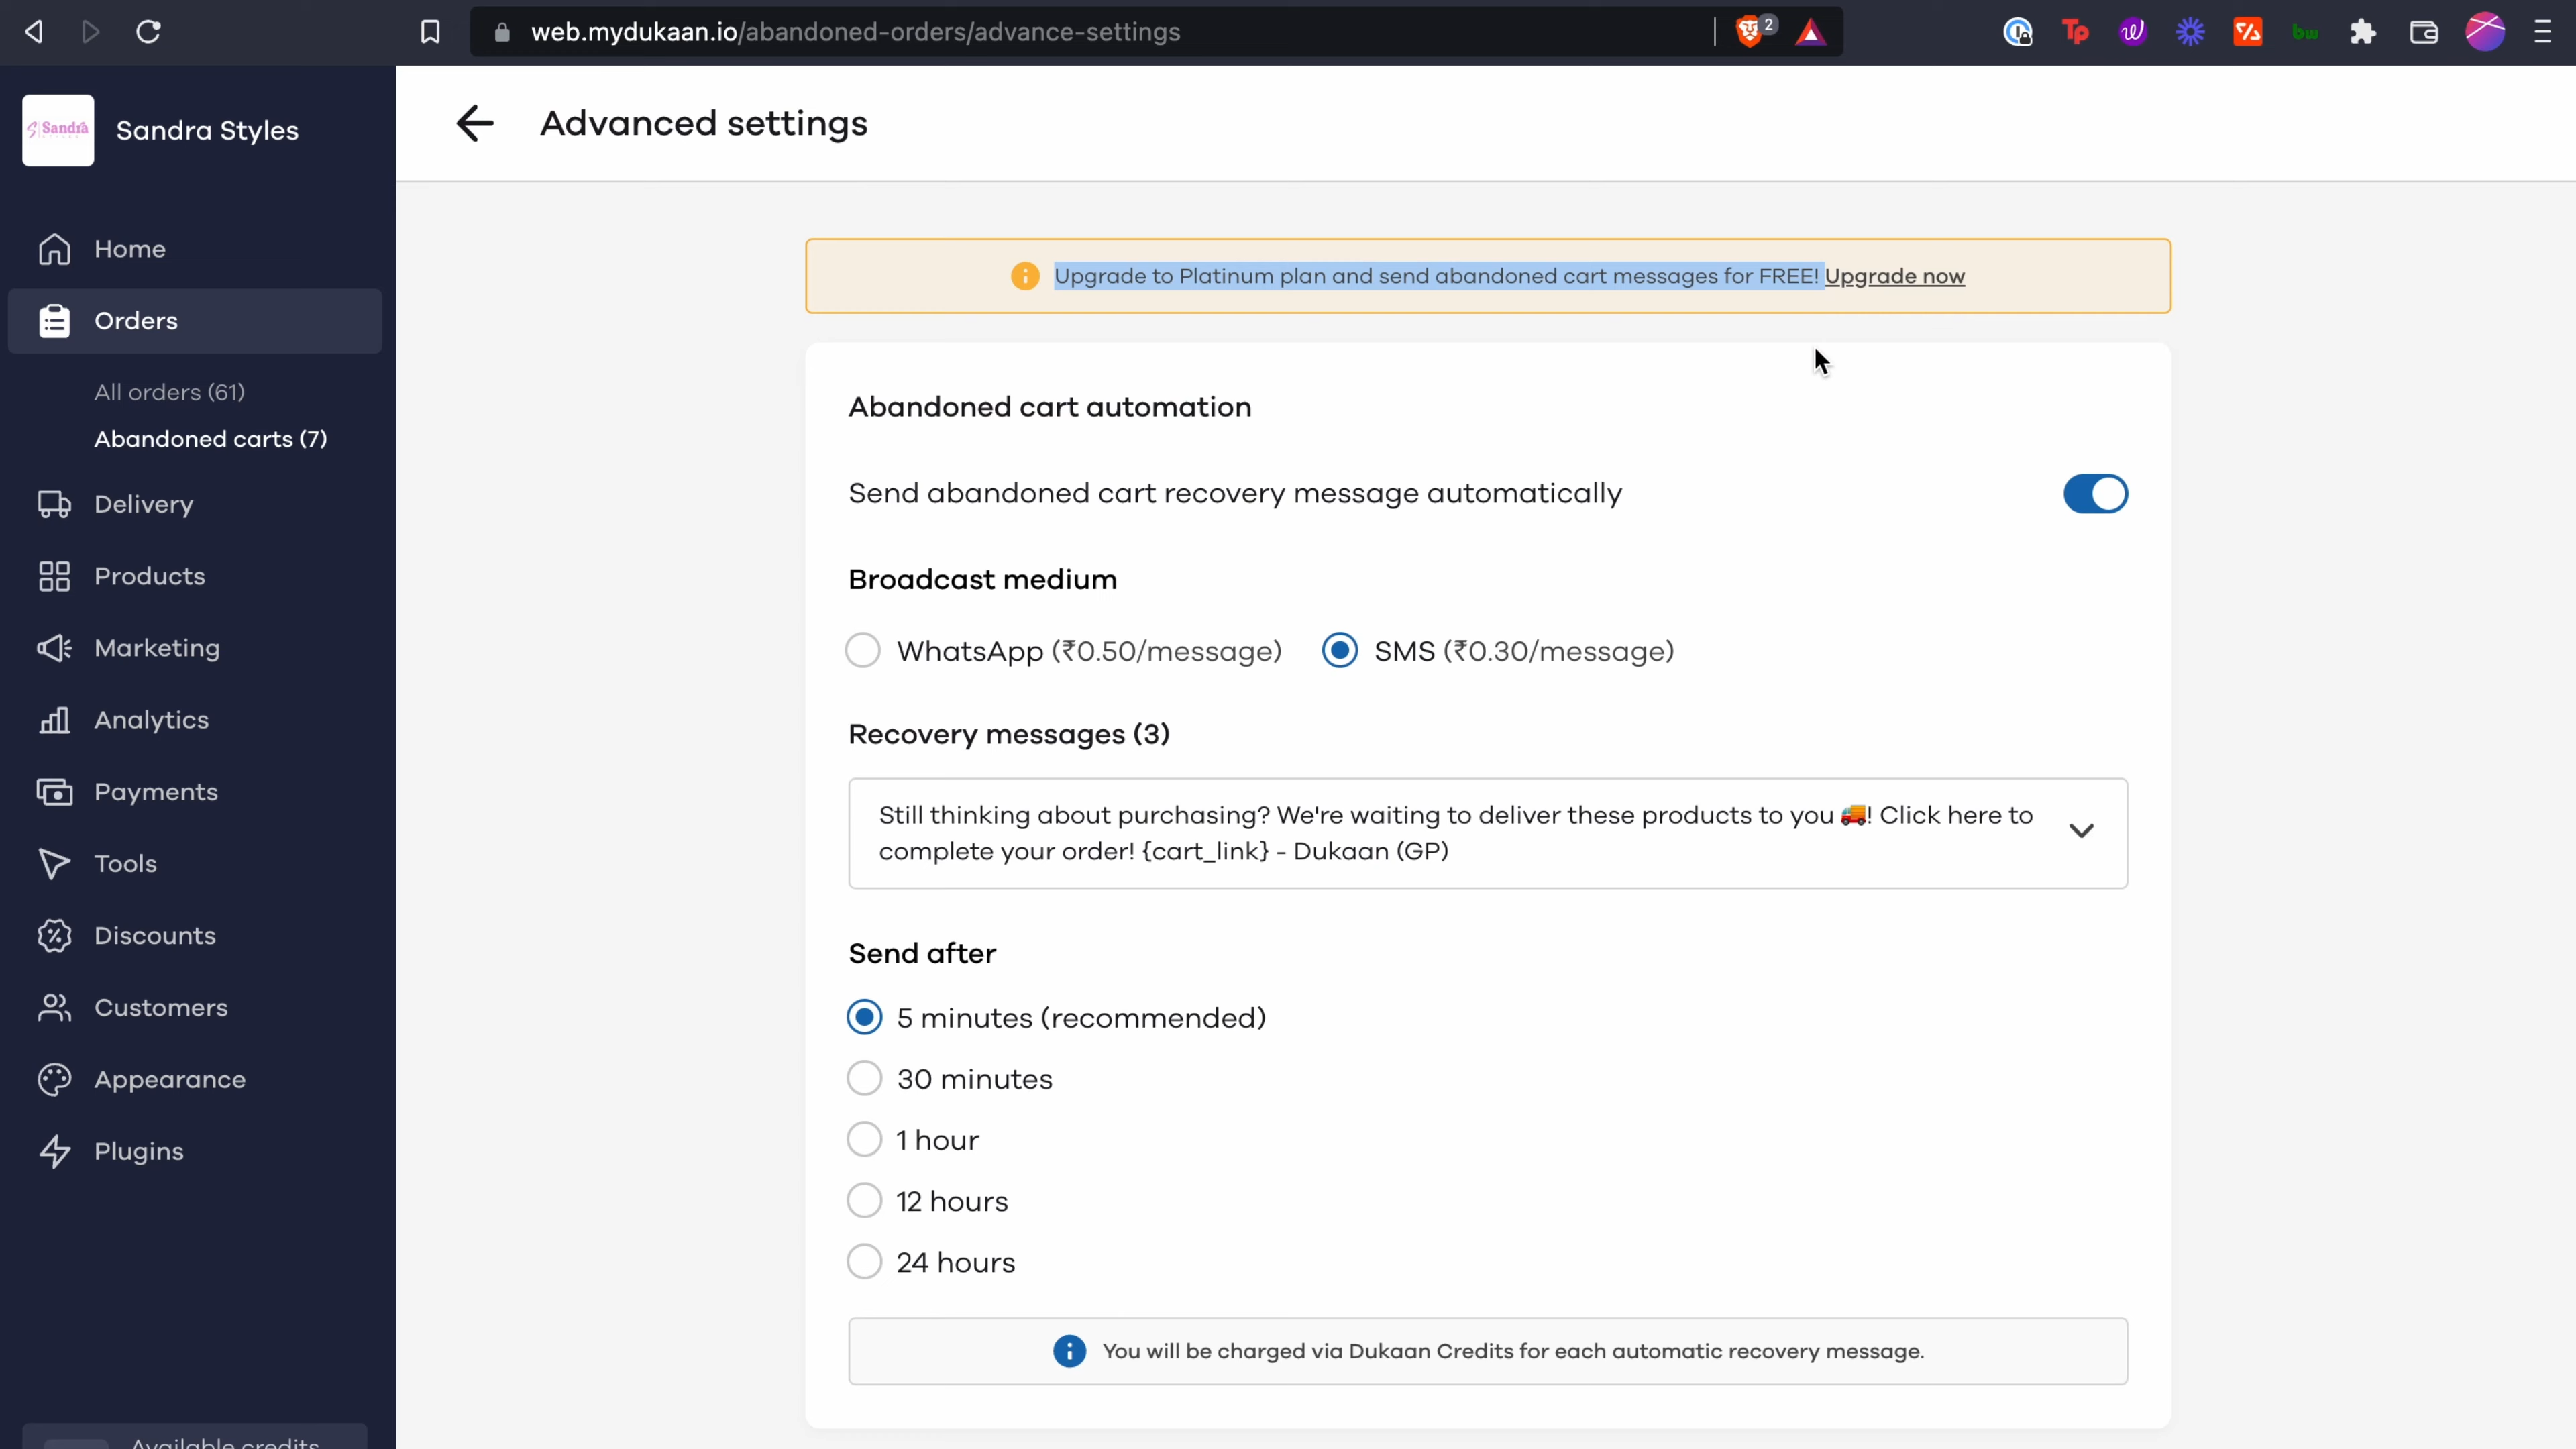 web.mydukaan.io/abandoned-orders/advance-settings
2
Tp
bw
Sandra
Sandra Styles
Advanced settings
Home
Orders
All orders (61)
Abandoned carts (7)
Delivery
Products
Marketing
Analytics
Payments
Tools
Discounts
Customers
Appearance
Plugins
Available credits
Upgrade to Platinum plan and send abandoned cart messages for FREE! Upgrade now
Abandoned cart automation
Send abandoned cart recovery message automatically
Broadcast medium
WhatsApp (₹0.50/message) SMS (₹0.30/message)
Recovery messages (3)
Still thinking about purchasing? We're waiting to deliver these products to you 🚚! Click here to
complete your order! {cart_link} - Dukaan (GP)
Send after
5 minutes (recommended)
30 minutes
1 hour
12 hours
24 hours
You will be charged via Dukaan Credits for each automatic recovery message.